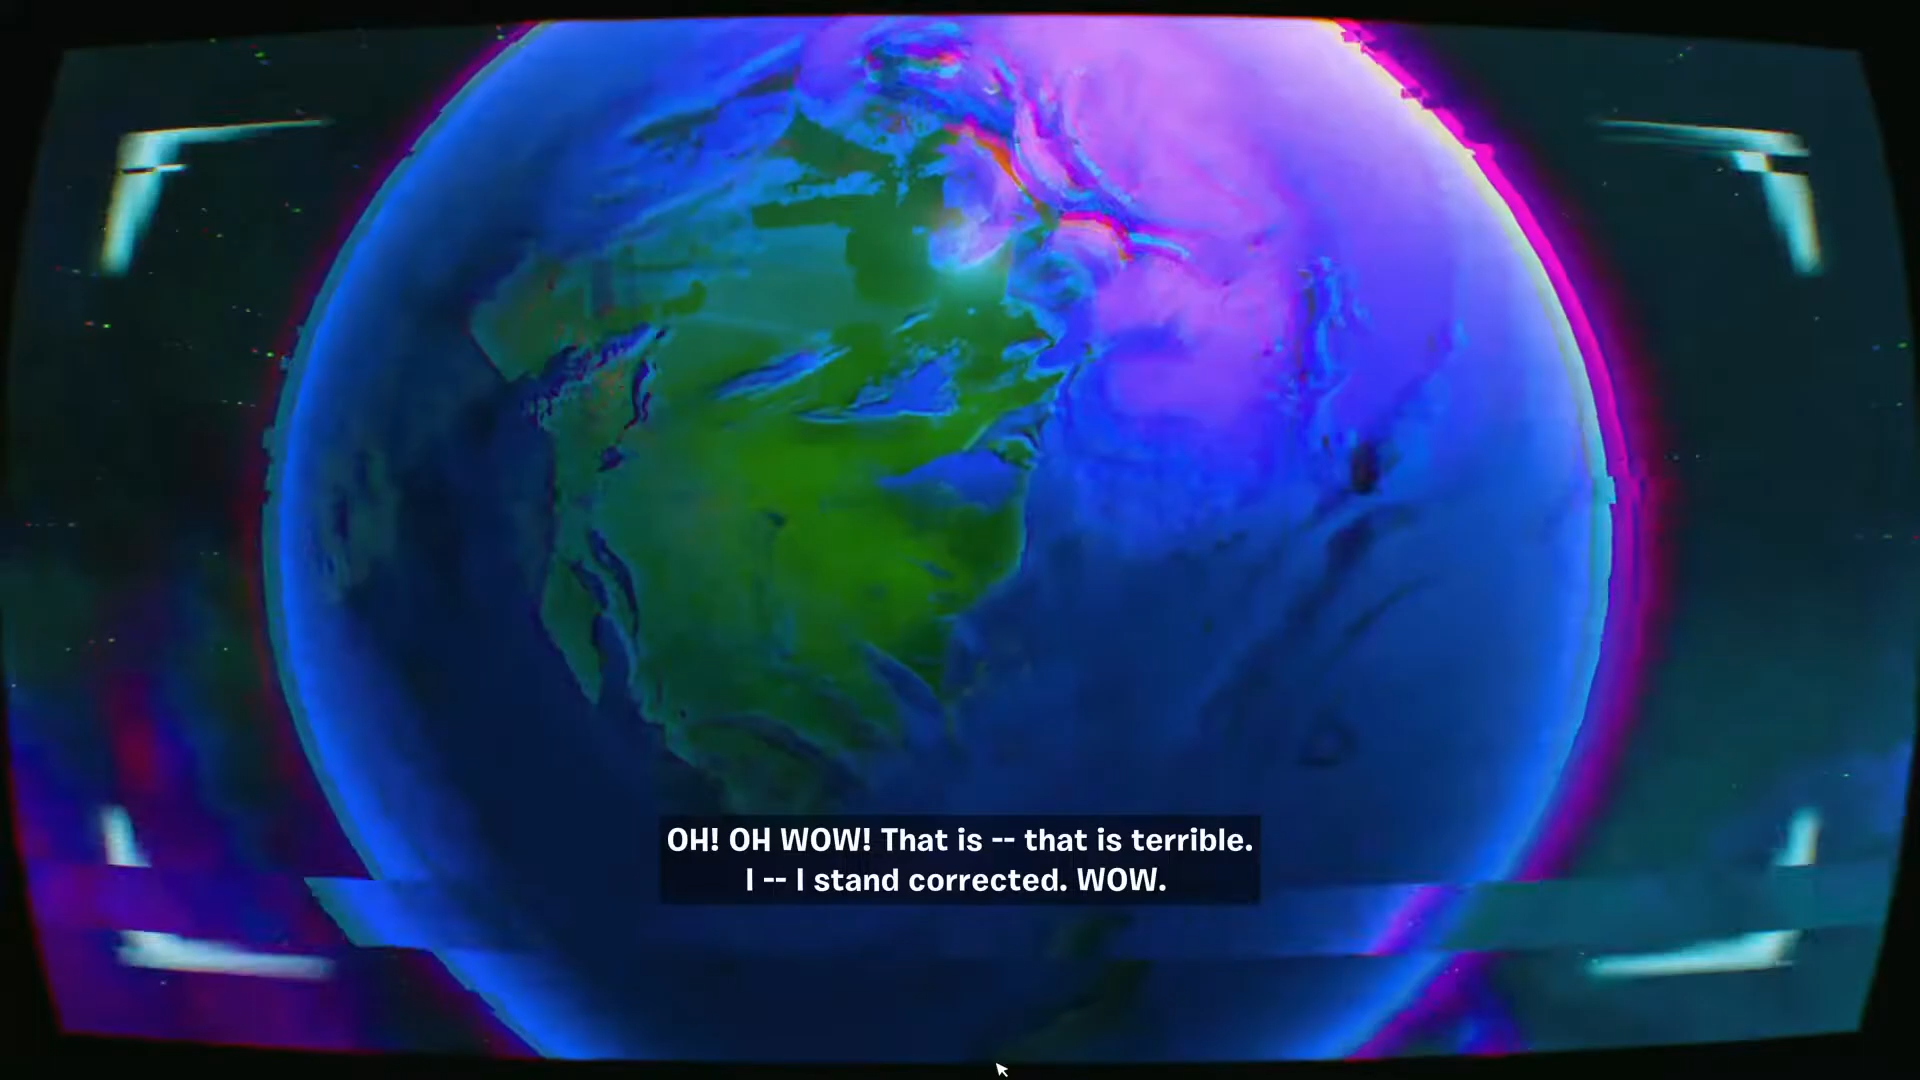 OH! OH WOW! That is -- that is terrible.
I -- I stand corrected. WOW.